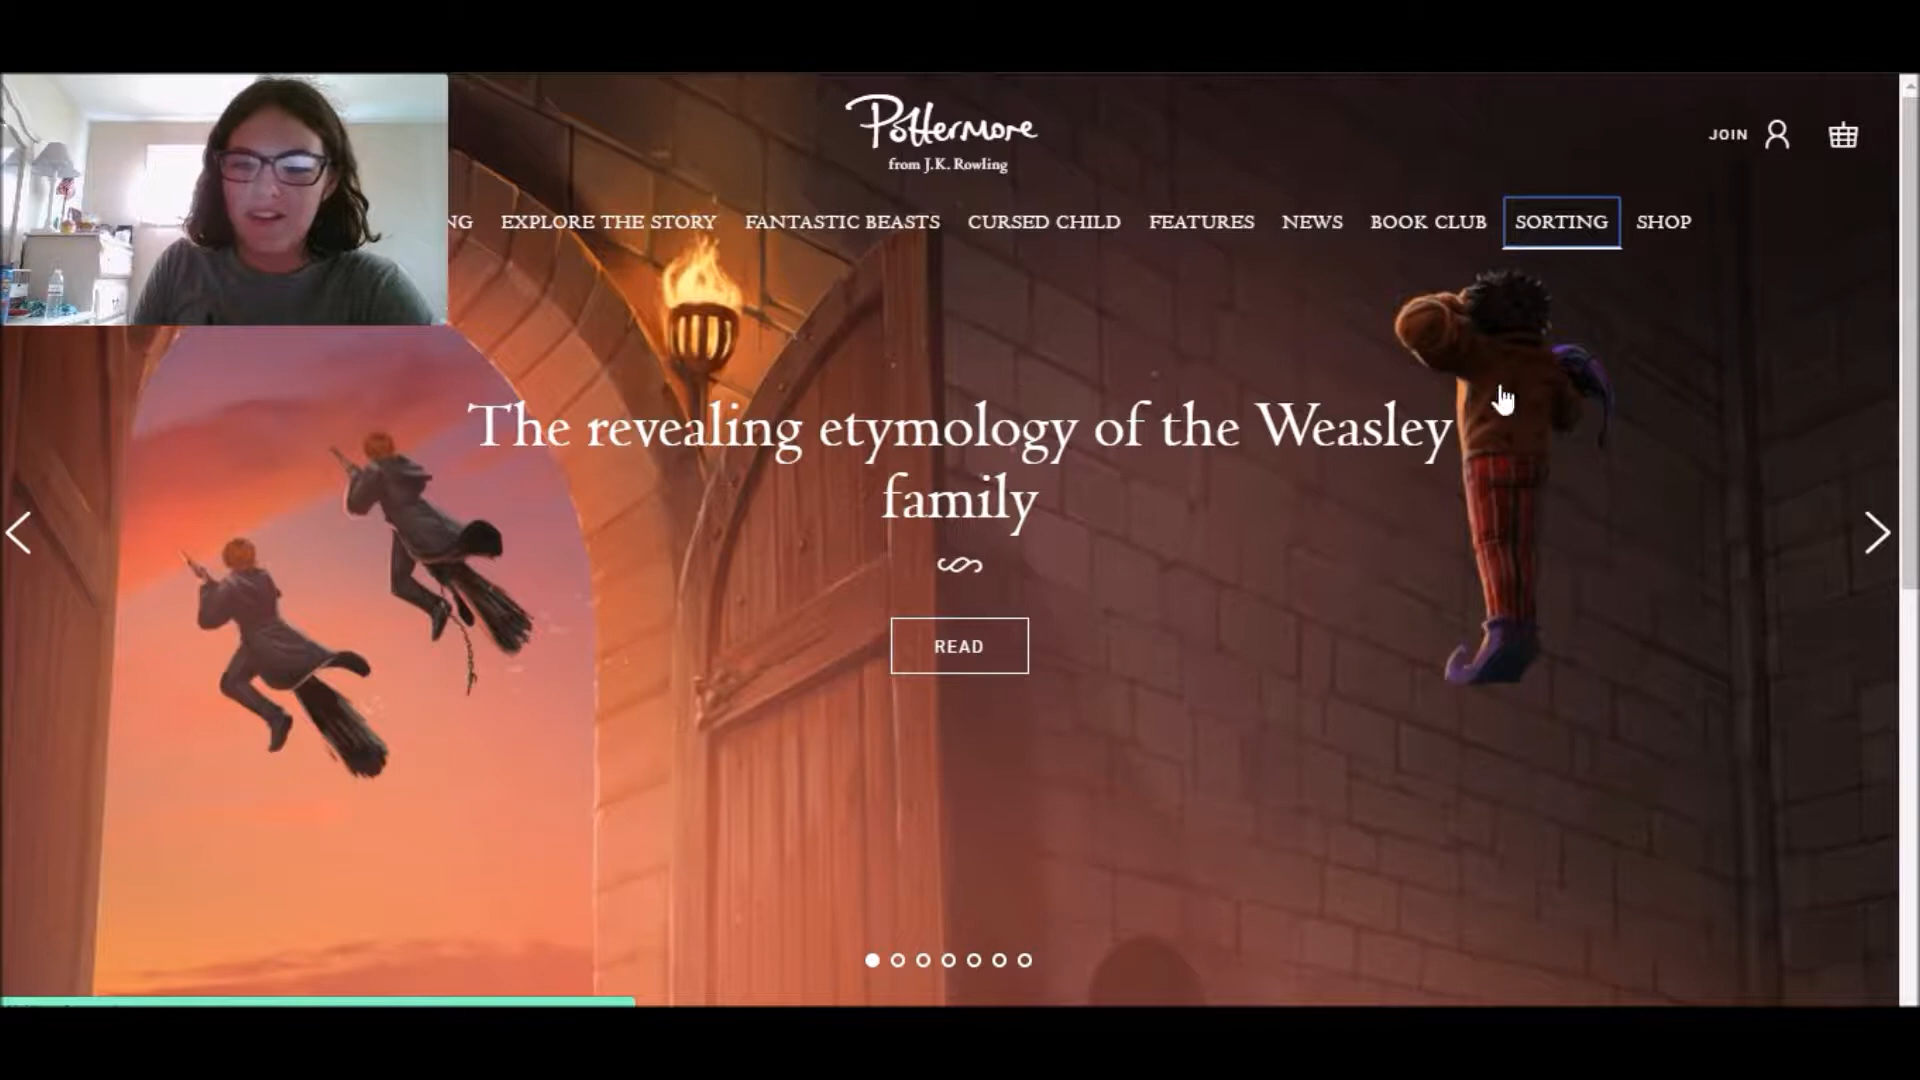 Pottermore
from J.K. Rowling
JOIN
NG EXPLORE THE STORY FANTASTIC BEASTS CURSED CHILD FEATURES NEWS BOOK CLUB SORTING SHOP
The revealing etymology of the Weasley
family
READ